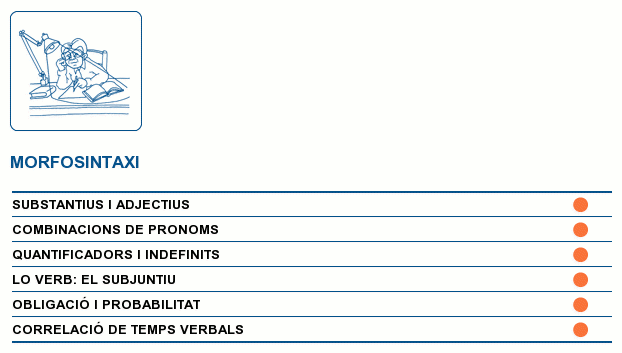 MORFOSINTAXI
SUBSTANTIUS I ADJECTIUS
COMBINACIONS DE PRONOMS
QUANTIFICADORS I INDEFINITS
LO VERB: EL SUBJUNTIU
OBLIGACIÓ I PROBABILITAT
CORRELACIÓ DE TEMPS VERBALS